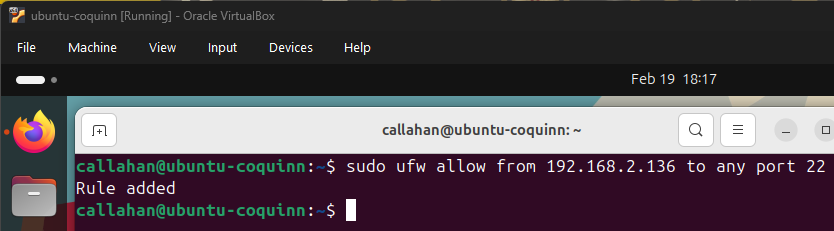 ubuntu-coquinn [Running] - Oracle VirtualBox
File Machine View Input Devices Help
Feb 19 18:17
callahan@ubuntu-coquinn: ~
callahan@ubuntu-coquinn:~$ sudo ufw allow from 192.168.2.136 to any port 22
Rule added
callahan@ubuntu-coquinn:~$